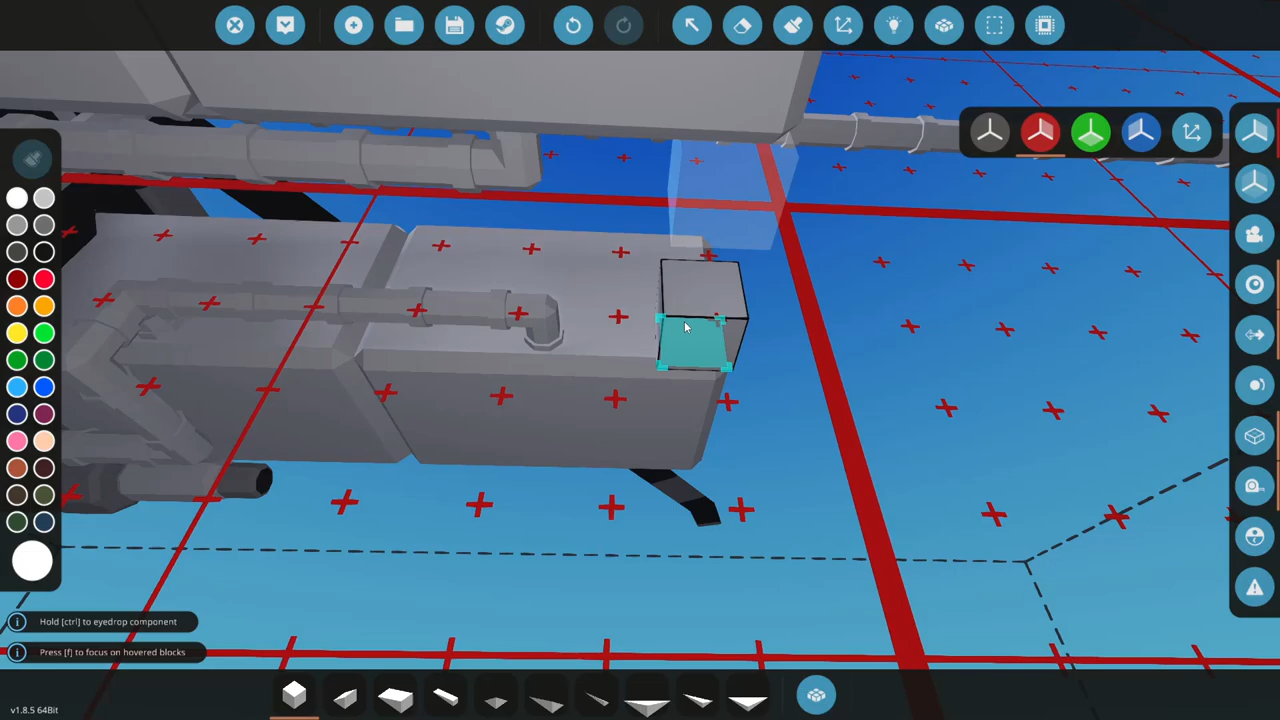 Hold [ctrl] to eyedrop component
Press [f] to focus on hovered blocks
v1.8.5 64Bit